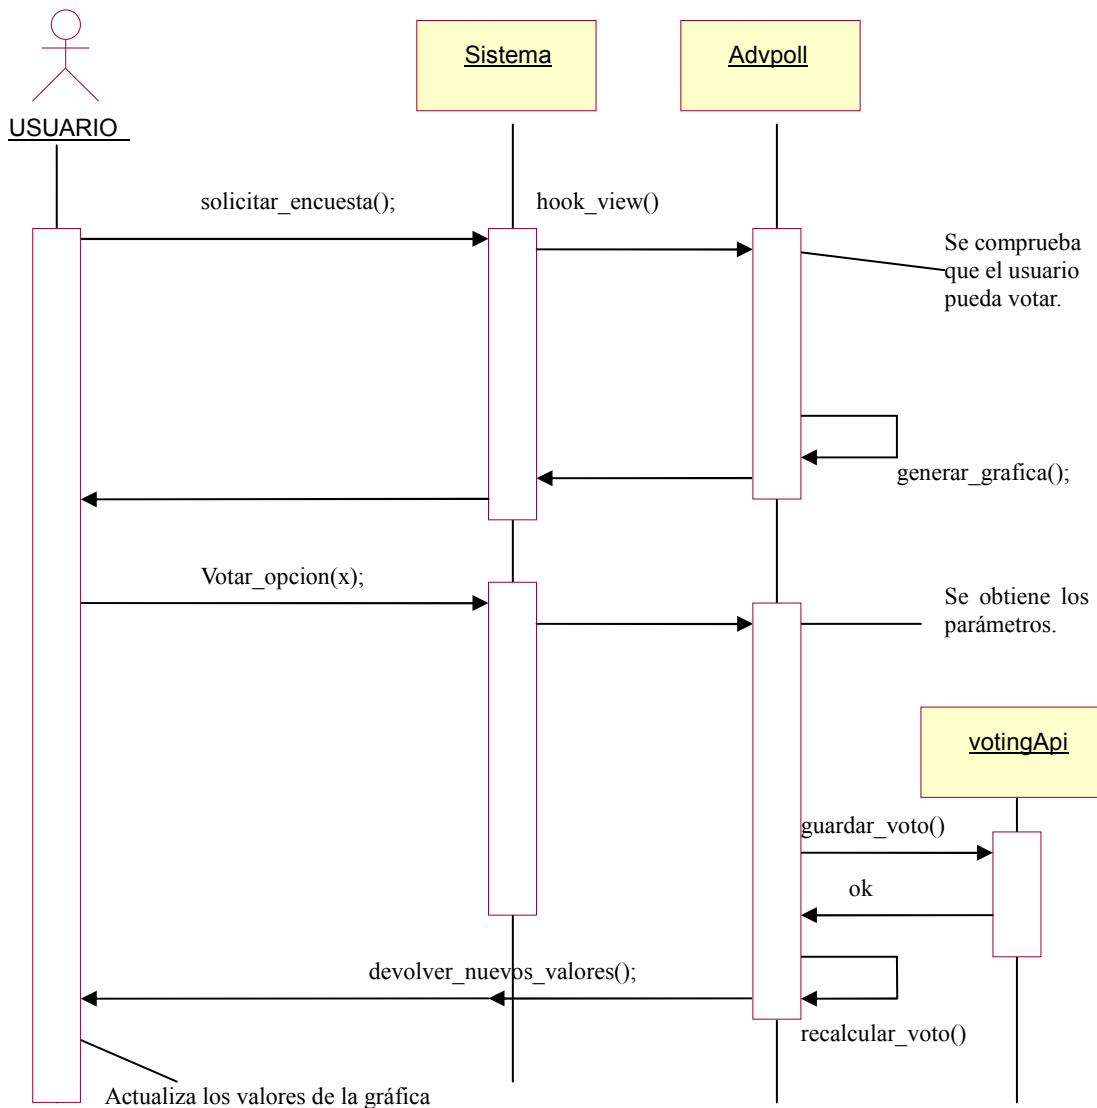 Sistema
Advpoll
USUARIO
solicitar_encuesta();
hook_view()
Se comprueba
que el usuario
pueda votar.
generar_grafica();
Votar_opcion(x);
Se obtiene los
parámetros.
votingApi
guardar_voto()
ok
devolver_nuevos_valores();
recalcular_voto()
Actualiza los valores de la gráfica